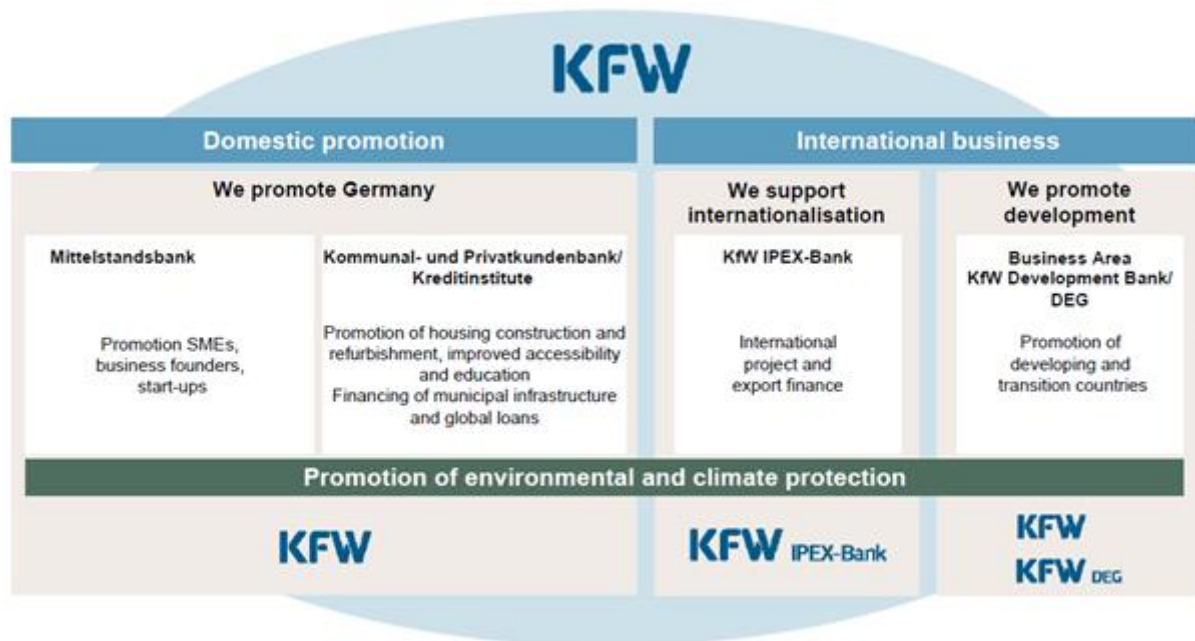 KFW
Domestic promotion
International business
We promote Germany
We support
internationalisation
We promote
development
Mittelstandsbank
Promotion SMEs,
business founders,
start-ups
Kommunal- und Privatkundenbank/
Kreditinstitute
Promotion of housing construction and
refurbishment, improved accessibility
and education
Financing of municipal infrastructure
and global loans
KfW IPEX-Bank
International
project and
export finance
Business Area
KfW Development Bank/
DEG
Promotion of
developing and
transition countries
Promotion of environmental and climate protection
KFW
KFW IPEX-Bank
KFW
KFW DEG